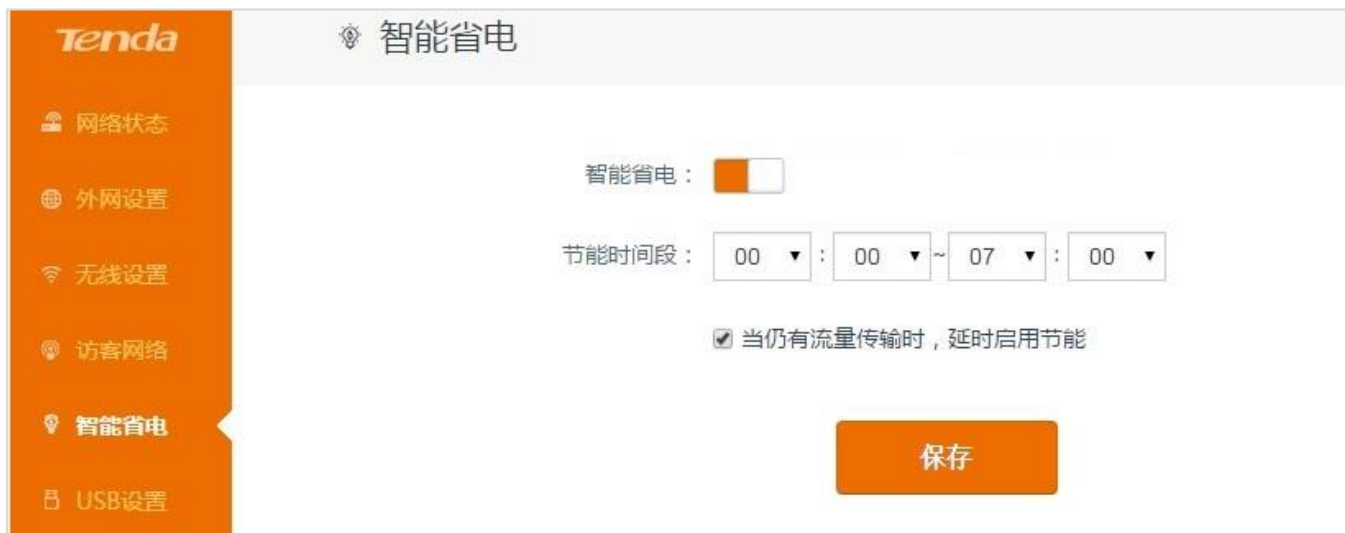 Tenda
智能省电
网络状态
外网设置
无线设置
访客网络
智能省电
USB设置
智能省电：
节能时间段： 00 : 00 ~ 07 : 00
当仍有流量传输时，延时启用节能
保存